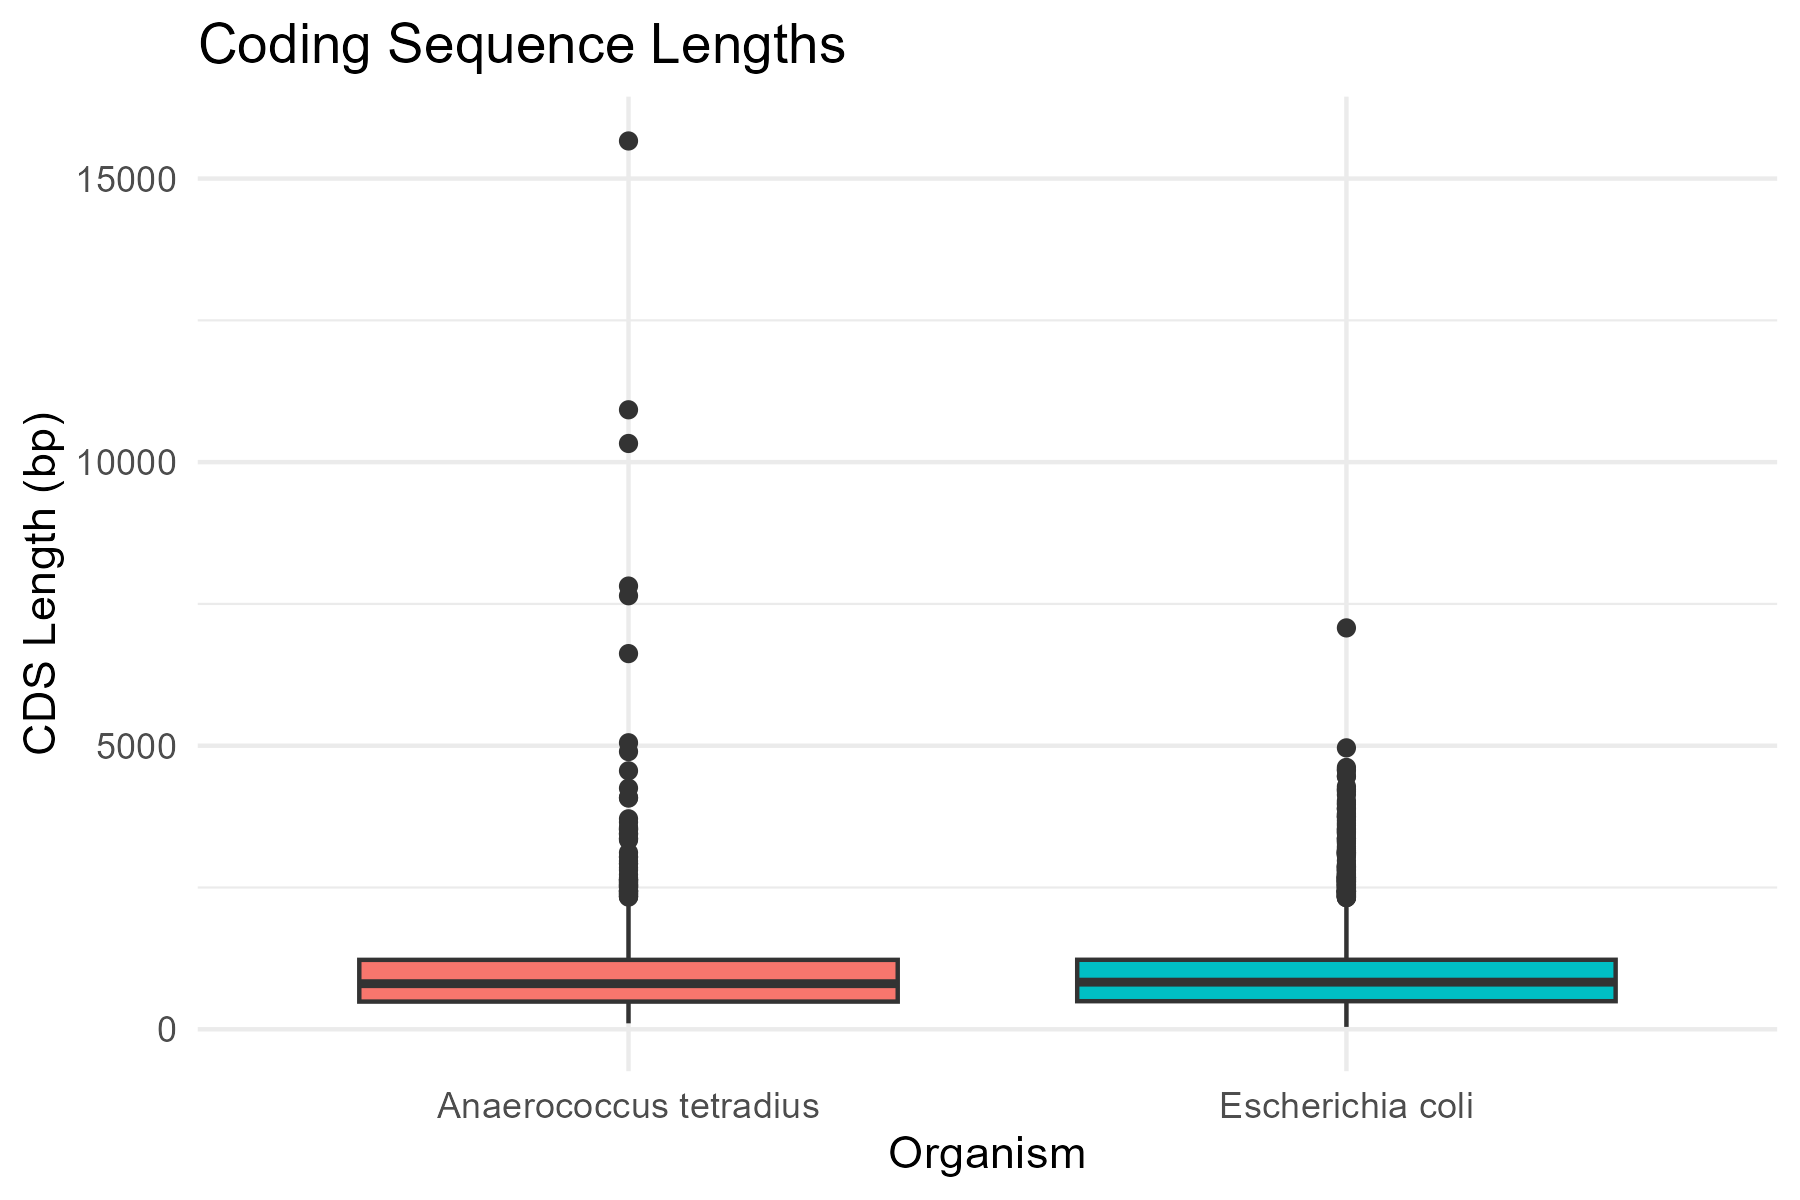 Coding Sequence Lengths
CDS Length (bp)
15000
10000
5000
0
Anaerococcus tetradius
Escherichia coli
Organism